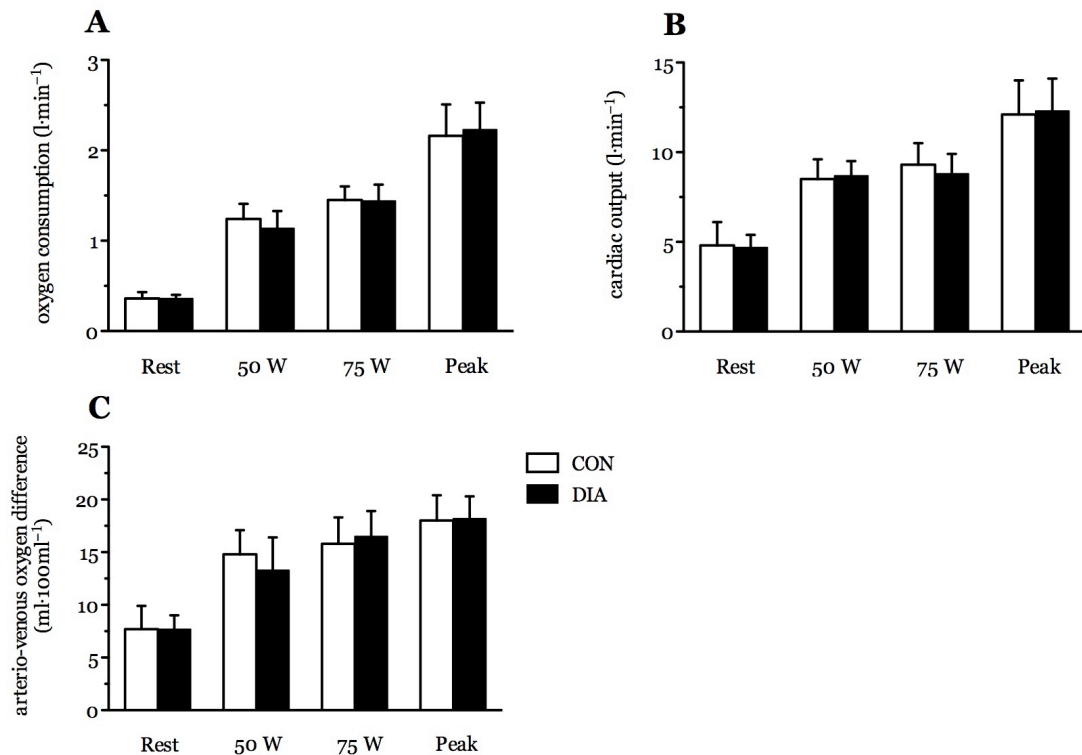 A
oxygen consumption (l·min⁻¹)
3
2
1
0
Rest 50 W 75 W Peak
B
cardiac output (l·min⁻¹)
15
10
5
0
Rest 50 W 75 W Peak
C
arterio-venous oxygen difference
(ml·100ml⁻¹)
25
20
15
10
5
0
Rest 50 W 75 W Peak
CON
DIA